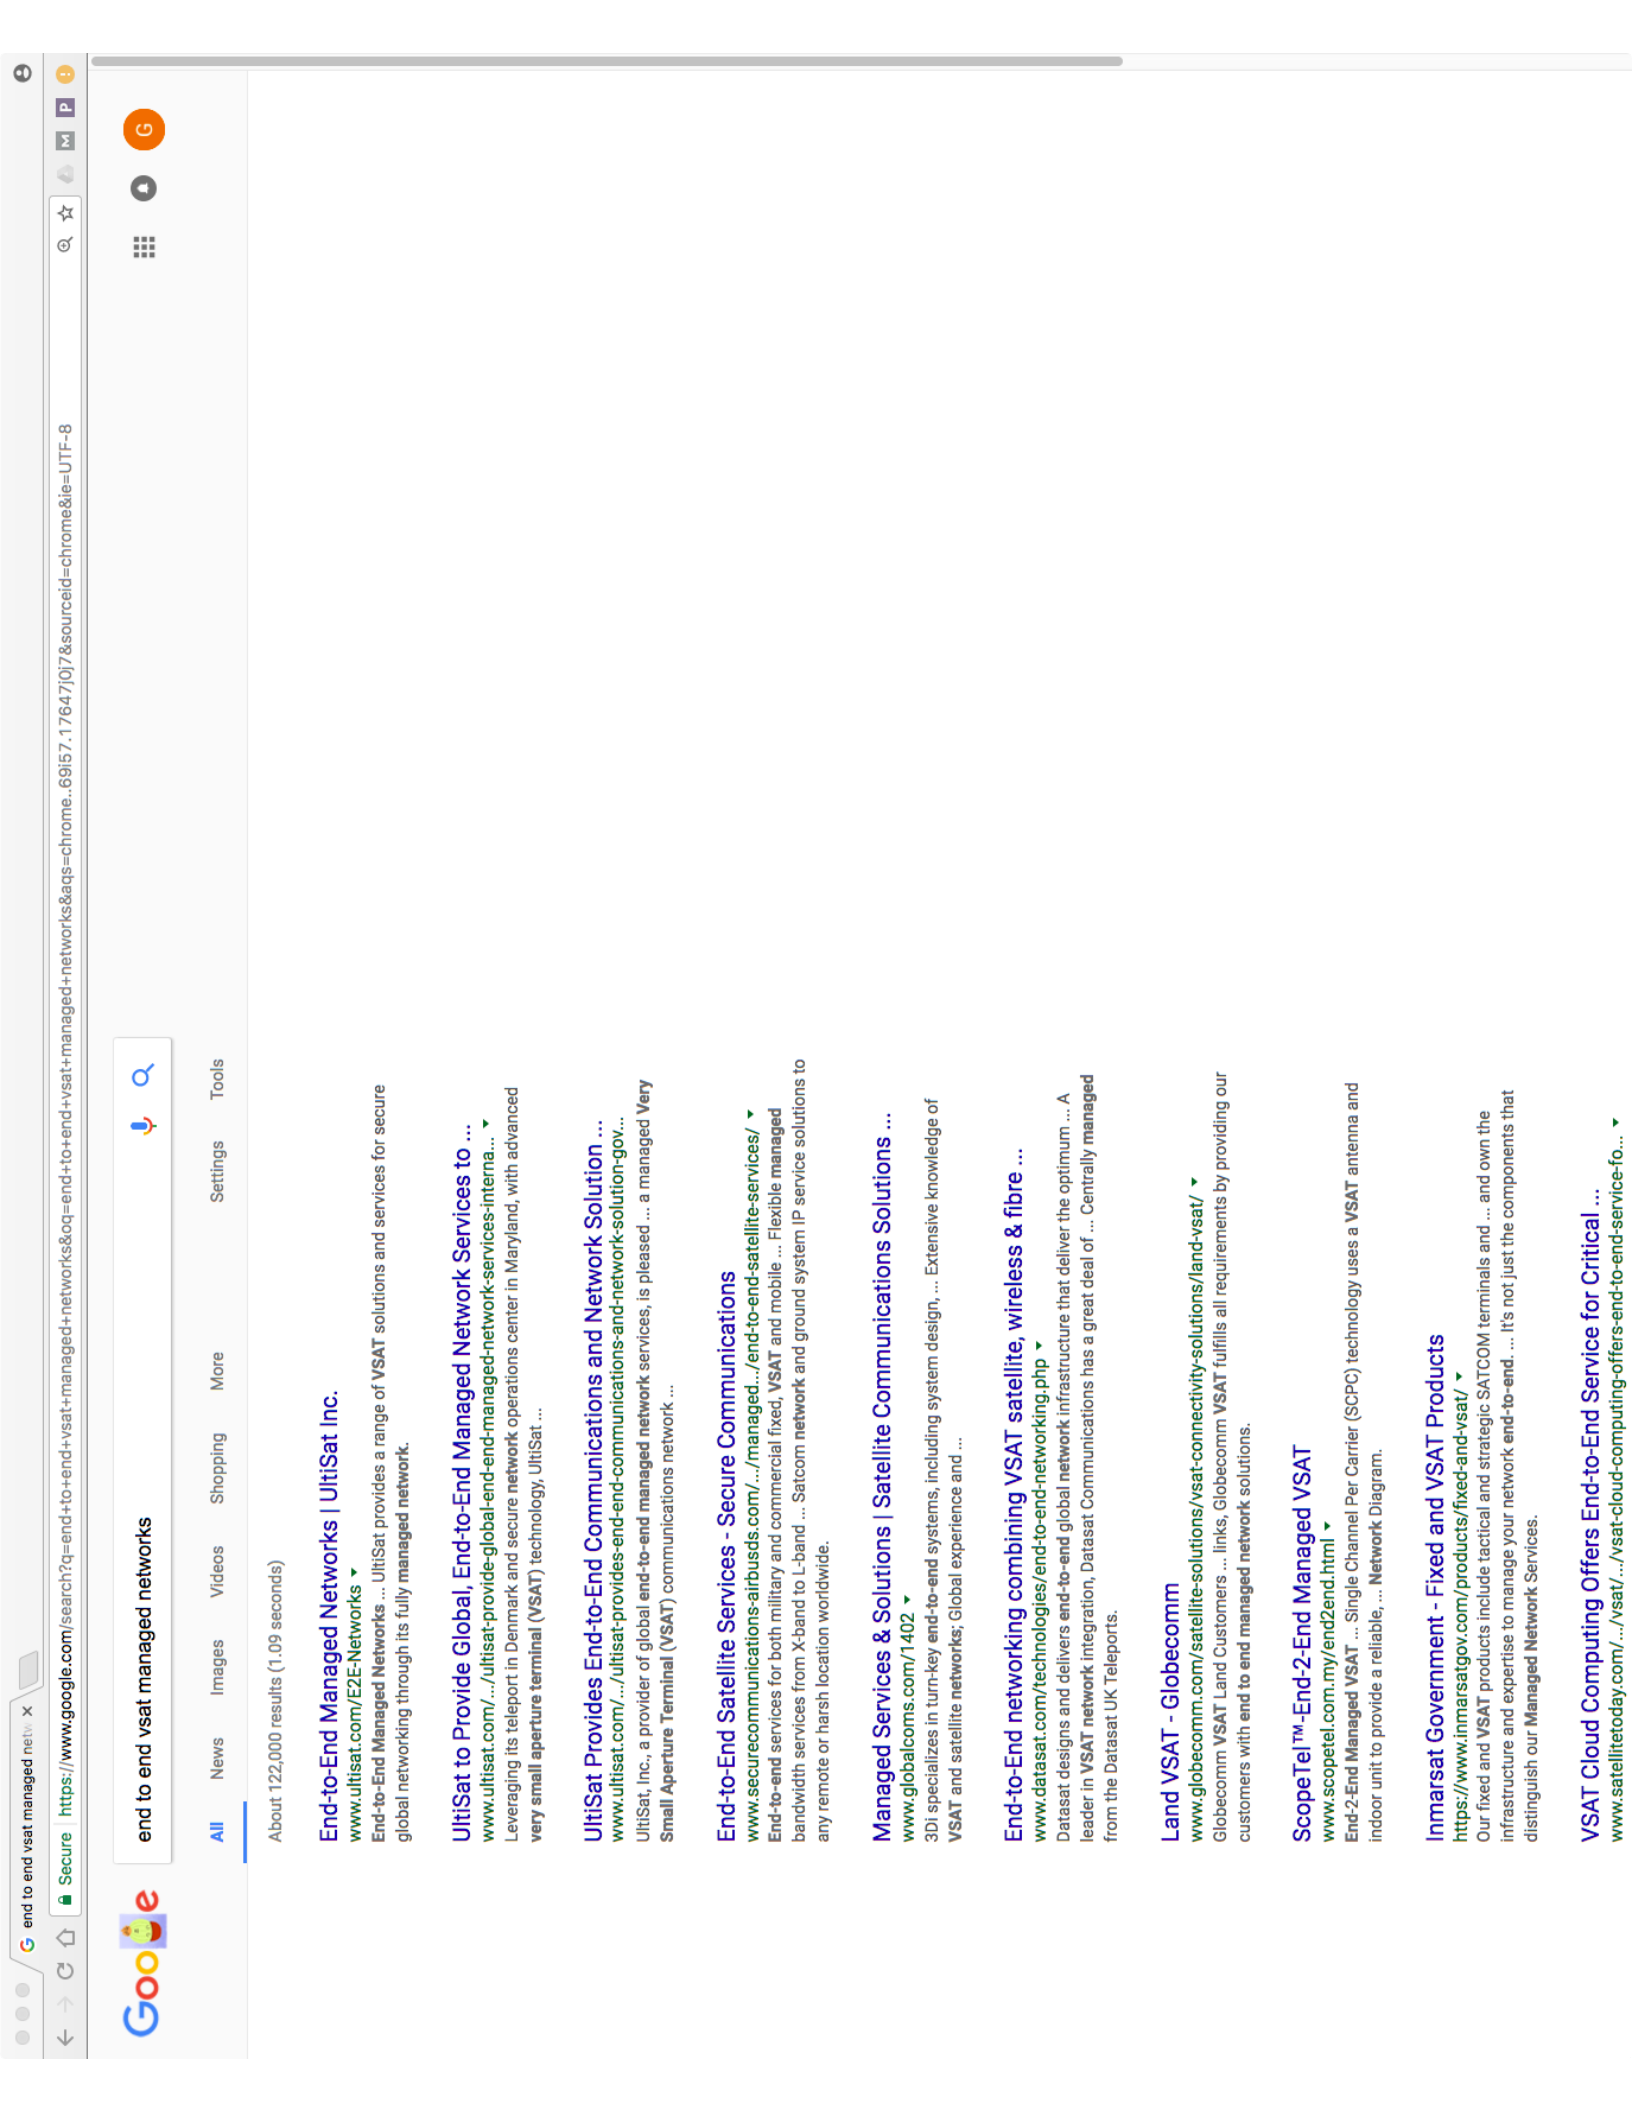 end to end vsat managed netw
Secure https://www.google.com/search?q=end+to+end+vsat+managed+networks&oq=end+to+end+vsat+managed+networks&aqs=chrome..69i57.17647j0j7&sourceid=chrome&ie=UTF-8
M P
Google
end to end vsat managed networks
G
All News Images Videos Shopping More Settings Tools
About 122,000 results (1.09 seconds)
End-to-End Managed Networks | UltiSat Inc.
www.ultisat.com/E2E-Networks
End-to-End Managed Networks ... UltiSat provides a range of VSAT solutions and services for secure
global networking through its fully managed network.
UltiSat to Provide Global, End-to-End Managed Network Services to ...
www.ultisat.com/.../ultisat-provide-global-end-end-managed-network-services-interna...
Leveraging its teleport in Denmark and secure network operations center in Maryland, with advanced
very small aperture terminal (VSAT) technology, UltiSat ...
UltiSat Provides End-to-End Communications and Network Solution ...
www.ultisat.com/.../ultisat-provides-end-end-communications-and-network-solution-gov...
UltiSat, Inc., a provider of global end-to-end managed network services, is pleased ... a managed Very
Small Aperture Terminal (VSAT) communications network ...
End-to-End Satellite Services - Secure Communications
www.securecommunications-airbusds.com/.../managed.../end-to-end-satellite-services/
End-to-end services for both military and commercial fixed, VSAT and mobile ... Flexible managed
bandwidth services from X-band to L-band ... Satcom network and ground system IP service solutions to
any remote or harsh location worldwide.
Managed Services & Solutions | Satellite Communications Solutions ...
www.globalcoms.com/1402
3Di specializes in turn-key end-to-end systems, including system design, ... Extensive knowledge of
VSAT and satellite networks; Global experience and ...
End-to-End networking combining VSAT satellite, wireless & fibre ...
www.datasat.com/technologies/end-to-end-networking.php
Datasat designs and delivers end-to-end global network infrastructure that deliver the optimum ... A
leader in VSAT network integration, Datasat Communications has a great deal of ... Centrally managed
from the Datasat UK Teleports.
Land VSAT - Globecomm
www.globecomm.com/satellite-solutions/vsat-connectivity-solutions/land-vsat/
Globecomm VSAT Land Customers ... links, Globecomm VSAT fulfills all requirements by providing our
customers with end to end managed network solutions.
ScopeTel™-End-2-End Managed VSAT
www.scopetel.com.my/end2end.html
End-2-End Managed VSAT ... Single Channel Per Carrier (SCPC) technology uses a VSAT antenna and
indoor unit to provide a reliable, ... Network Diagram.
Inmarsat Government - Fixed and VSAT Products
https://www.inmarsatgov.com/products/fixed-and-vsat/
Our fixed and VSAT products include tactical and strategic SATCOM terminals and ... and own the
infrastructure and expertise to manage your network end-to-end. ... It's not just the components that
distinguish our Managed Network Services.
VSAT Cloud Computing Offers End-to-End Service for Critical ...
www.satellitetoday.com/.../vsat/.../vsat-cloud-computing-offers-end-to-end-service-fo...